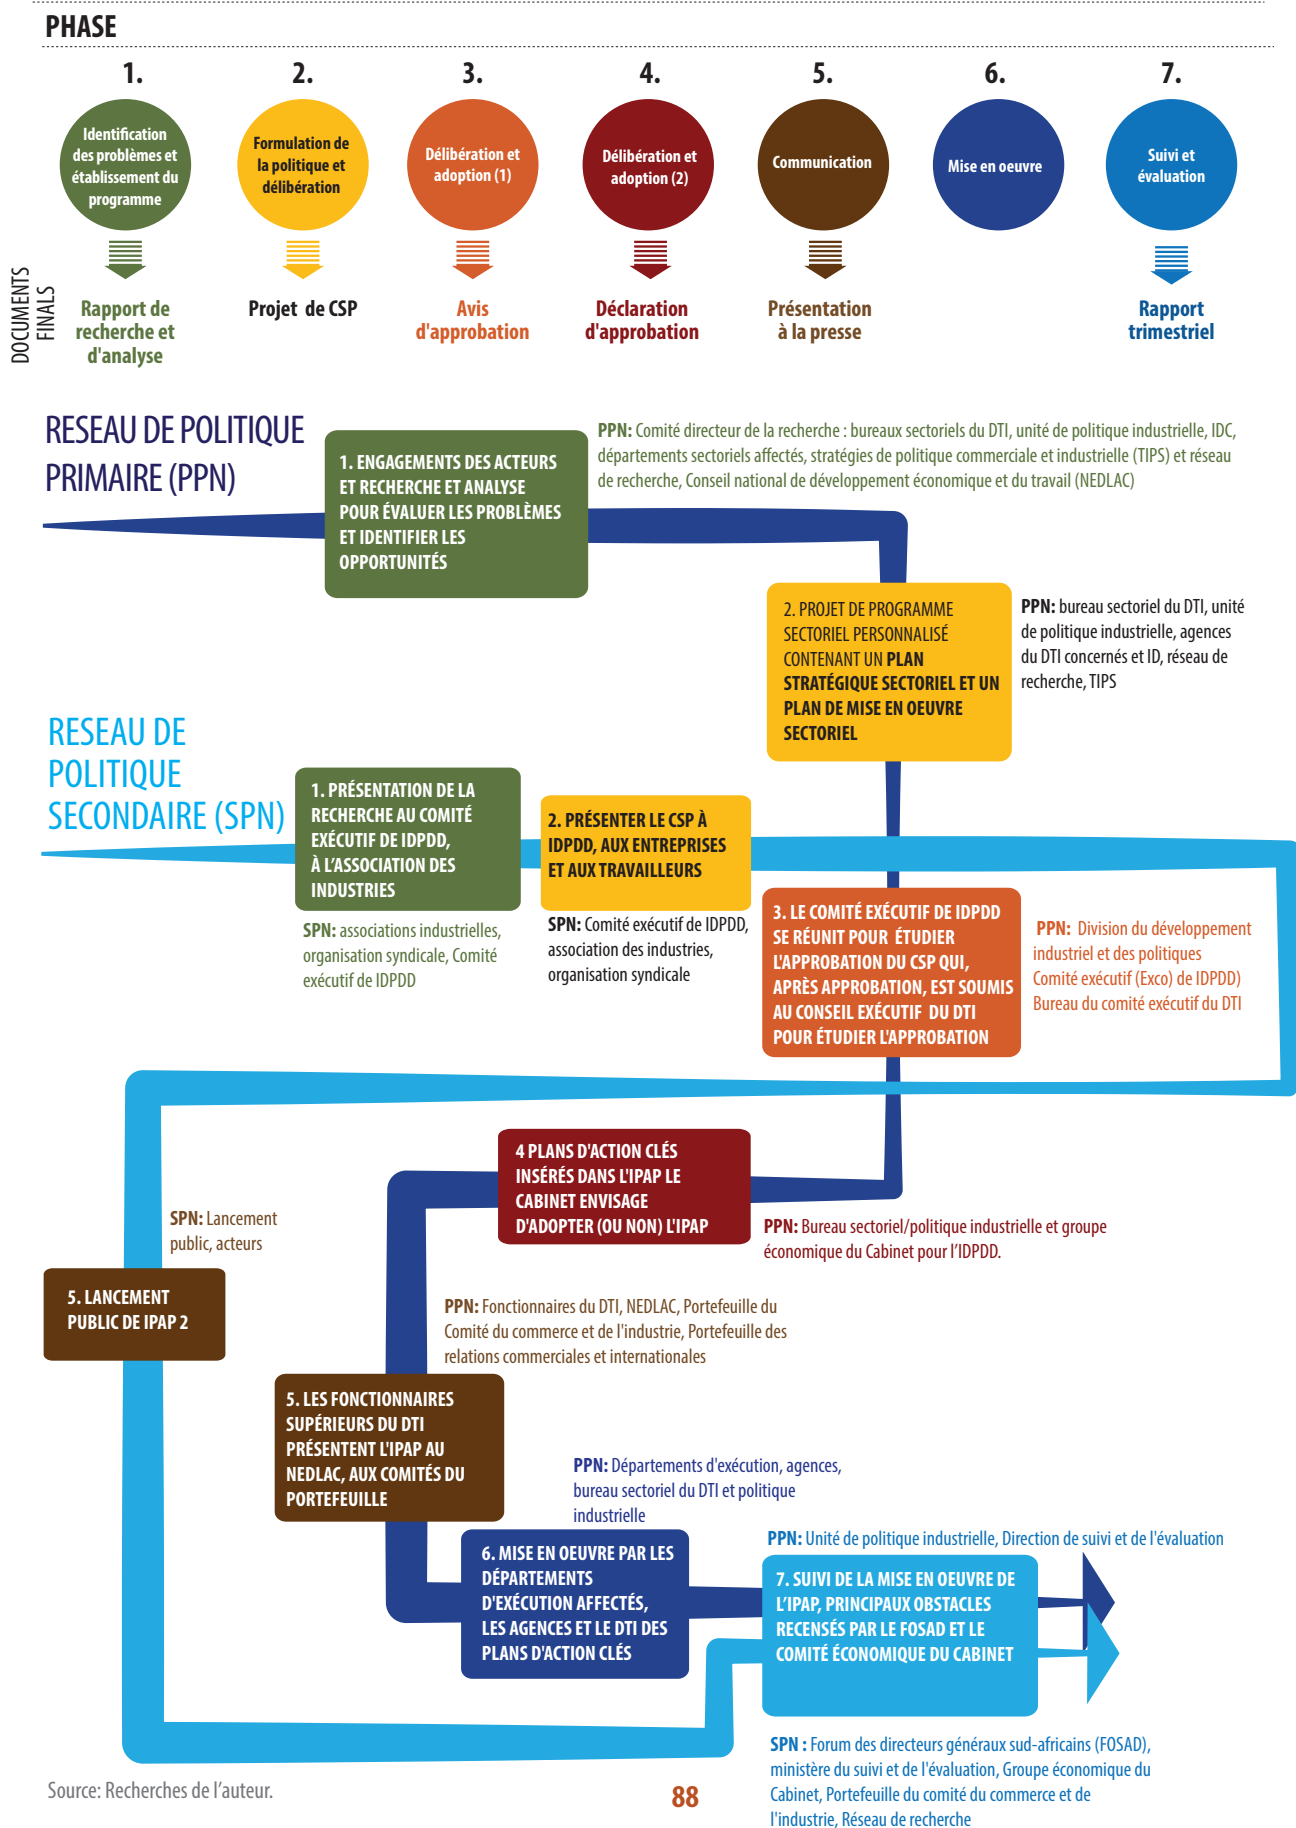 PHASE
1.
2.
3.
4.
5.
6.
7.
Identification
des problèmes et
établissement du
programme
Formulation de
la politique et
délibération
Délibération et
adoption (1)
Délibération et
adoption (2)
Communication
Mise en oeuvre
Suivi et
évaluation
DOCUMENTS
FINALS
Rapport de
recherche et
d'analyse
Projet de CSP
Avis
d'approbation
Déclaration
d'approbation
Présentation
à la presse
Rapport
trimestriel
RESEAU DE POLITIQUE
PRIMAIRE (PPN)
1. ENGAGEMENTS DES ACTEURS
ET RECHERCHE ET ANALYSE
POUR ÉVALUER LES PROBLÈMES
ET IDENTIFIER LES
OPPORTUNITÉS
PPN: Comité directeur de la recherche : bureaux sectoriels du DTI, unité de politique industrielle, IDC,
départements sectoriels affectés, stratégies de politique commerciale et industrielle (TIPS) et réseau
de recherche, Conseil national de développement économique et du travail (NEDLAC)
2. PROJET DE PROGRAMME
SECTORIEL PERSONNALISÉ
CONTENANT UN PLAN
STRATÉGIQUE SECTORIEL ET UN
PLAN DE MISE EN OEUVRE
SECTORIEL
PPN: bureau sectoriel du DTI, unité
de politique industrielle, agences
du DTI concernés et ID, réseau de
recherche, TIPS
RESEAU DE
POLITIQUE
SECONDAIRE (SPN)
1. PRÉSENTATION DE LA
RECHERCHE AU COMITÉ
EXÉCUTIF DE IDPDD,
À L’ASSOCIATION DES
INDUSTRIES
SPN: associations industrielles,
organisation syndicale, Comité
exécutif de IDPDD
2. PRÉSENTER LE CSP À
IDPDD, AUX ENTREPRISES
ET AUX TRAVAILLEURS
SPN: Comité exécutif de IDPDD,
association des industries,
organisation syndicale
3. LE COMITÉ EXÉCUTIF DE IDPDD
SE RÉUNIT POUR ÉTUDIER
L'APPROBATION DU CSP QUI,
APRÈS APPROBATION, EST SOUMIS
AU CONSEIL EXÉCUTIF DU DTI
POUR ÉTUDIER L'APPROBATION
PPN: Division du développement
industriel et des politiques
Comité exécutif (Exco) de IDPDD)
Bureau du comité exécutif du DTI
4 PLANS D'ACTION CLÉS
INSÉRÉS DANS L'IPAP LE
CABINET ENVISAGE
D'ADOPTER (OU NON) L'IPAP
PPN: Bureau sectoriel/politique industrielle et groupe
économique du Cabinet pour l’IDPDD.
SPN: Lancement
public, acteurs
5. LANCEMENT
PUBLIC DE IPAP 2
PPN: Fonctionnaires du DTI, NEDLAC, Portefeuille du
Comité du commerce et de l'industrie, Portefeuille des
relations commerciales et internationales
5. LES FONCTIONNAIRES
SUPÉRIEURS DU DTI
PRÉSENTENT L'IPAP AU
NEDLAC, AUX COMITÉS DU
PORTEFEUILLE
PPN: Départements d'exécution, agences,
bureau sectoriel du DTI et politique
industrielle
6. MISE EN OEUVRE PAR LES
DÉPARTEMENTS
D'EXÉCUTION AFFECTÉS,
LES AGENCES ET LE DTI DES
PLANS D'ACTION CLÉS
PPN: Unité de politique industrielle, Direction de suivi et de l'évaluation
7. SUIVI DE LA MISE EN OEUVRE DE
L’IPAP, PRINCIPAUX OBSTACLES
RECENSÉS PAR LE FOSAD ET LE
COMITÉ ÉCONOMIQUE DU CABINET
SPN : Forum des directeurs généraux sud-africains (FOSAD),
ministère du suivi et de l'évaluation, Groupe économique du
Cabinet, Portefeuille du comité du commerce et de
l'industrie, Réseau de recherche
Source: Recherches de l’auteur.
88